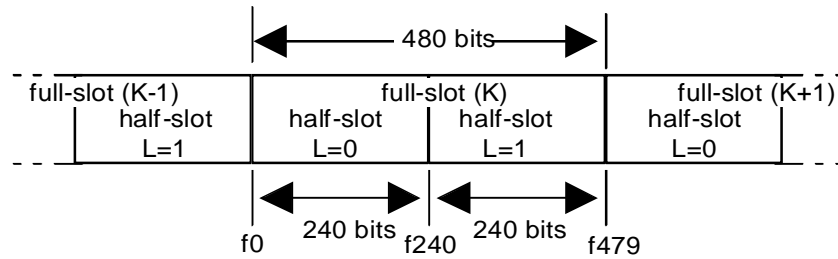 480 bits
full-slot (K-1) full-slot (K) full-slot (K+1)
half-slot half-slot half-slot half-slot
L=1 L=0 L=1 L=0
240 bits 240 bits
f0 f240 f479